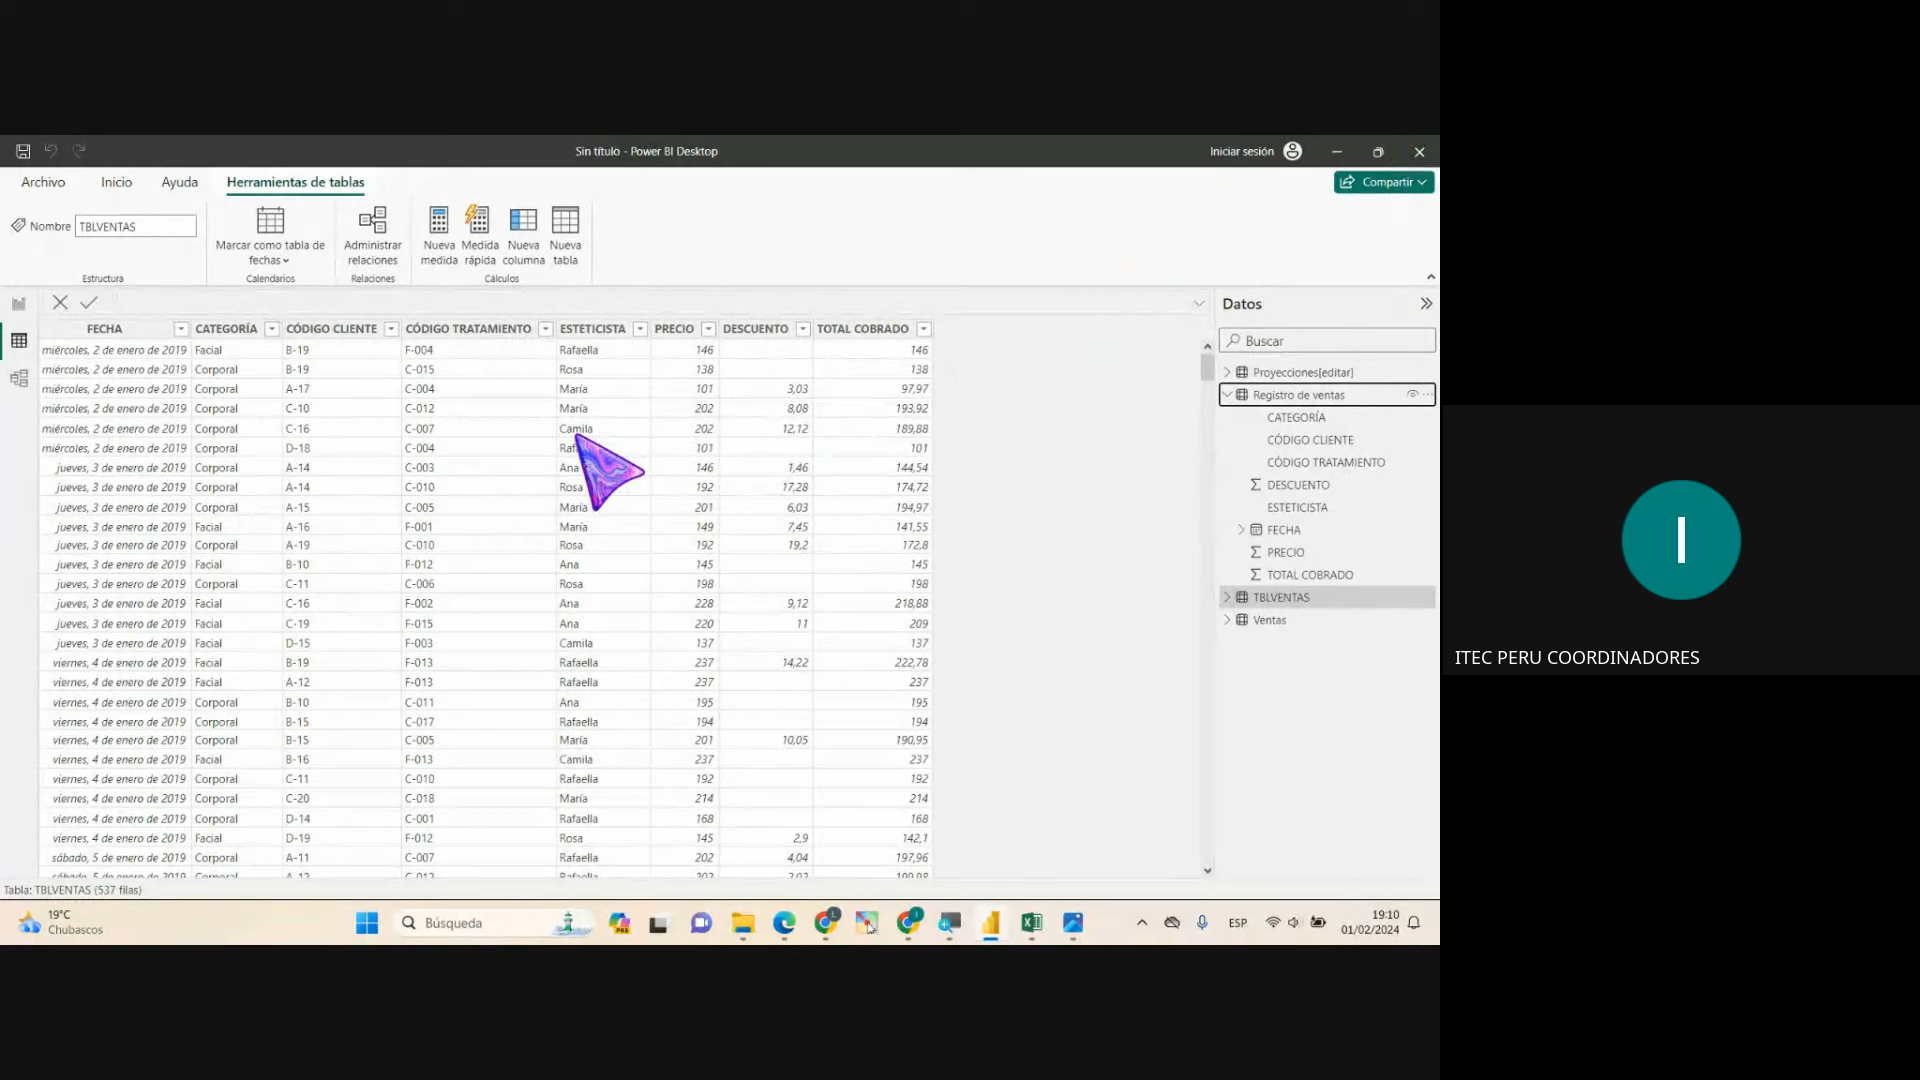 Sin título - Power BI Desktop
Iniciar sesión
Archivo Inicio Ayuda Herramientas de tablas
Compartir
Nombre TBLVENTAS
Marcar como tabla de fechas
Administrar relaciones
Nueva medida
Medida rápida
Nueva columna
Nueva tabla
Estructura Calendarios Relaciones Cálculos
FECHA CATEGORÍA CÓDIGO CLIENTE CÓDIGO TRATAMIENTO ESTETICISTA PRECIO DESCUENTO TOTAL COBRADO
miércoles, 2 de enero de 2019 Facial B-19 F-004 Rafaella 146 146
miércoles, 2 de enero de 2019 Corporal B-19 C-015 Rosa 138 138
miércoles, 2 de enero de 2019 Corporal A-17 C-004 María 101 3,03 97,97
miércoles, 2 de enero de 2019 Corporal C-10 C-012 María 202 8,08 193,92
miércoles, 2 de enero de 2019 Corporal C-16 C-007 Camila 202 12,12 189,88
miércoles, 2 de enero de 2019 Corporal D-18 C-004 101 101
jueves, 3 de enero de 2019 Corporal A-14 C-003 Ana 146 1,46 144,54
jueves, 3 de enero de 2019 Corporal A-14 C-010 Rosa 192 17,28 174,72
jueves, 3 de enero de 2019 Corporal A-15 C-005 María 201 6,03 194,97
jueves, 3 de enero de 2019 Facial A-16 F-001 María 149 7,45 141,55
jueves, 3 de enero de 2019 Corporal A-19 C-010 Rosa 192 19,2 172,8
jueves, 3 de enero de 2019 Facial B-10 F-012 Ana 145 145
jueves, 3 de enero de 2019 Corporal C-11 C-006 Rosa 198 198
jueves, 3 de enero de 2019 Facial C-16 F-002 Ana 228 9,12 218,88
jueves, 3 de enero de 2019 Facial C-19 F-015 Ana 220 11 209
jueves, 3 de enero de 2019 Facial D-15 F-003 Camila 137 137
viernes, 4 de enero de 2019 Facial B-19 F-013 Rafaella 237 14,22 222,78
viernes, 4 de enero de 2019 Facial A-12 F-013 Rafaella 237 237
viernes, 4 de enero de 2019 Corporal B-10 C-011 Ana 195 195
viernes, 4 de enero de 2019 Corporal B-15 C-017 Rafaella 194 194
viernes, 4 de enero de 2019 Corporal B-15 C-005 María 201 10,05 190,95
viernes, 4 de enero de 2019 Facial B-16 F-013 Camila 237 237
viernes, 4 de enero de 2019 Corporal C-11 C-010 Rafaella 192 192
viernes, 4 de enero de 2019 Corporal C-20 C-018 María 214 214
viernes, 4 de enero de 2019 Corporal D-14 C-001 Rafaella 168 168
viernes, 4 de enero de 2019 Facial D-19 F-012 Rosa 145 2,9 142,1
sábado, 5 de enero de 2019 Corporal A-11 C-007 Rafaella 202 4,04 197,96
Tabla: TBLVENTAS (537 filas)
Datos
Buscar
Proyecciones[editar]
Registro de ventas
CATEGORÍA
CÓDIGO CLIENTE
CÓDIGO TRATAMIENTO
DESCUENTO
ESTETICISTA
FECHA
PRECIO
TOTAL COBRADO
TBLVENTAS
Ventas
19°C
Chubascos
Búsqueda
PRE
ESP
19:10
01/02/2024
I
ITEC PERU COORDINADORES